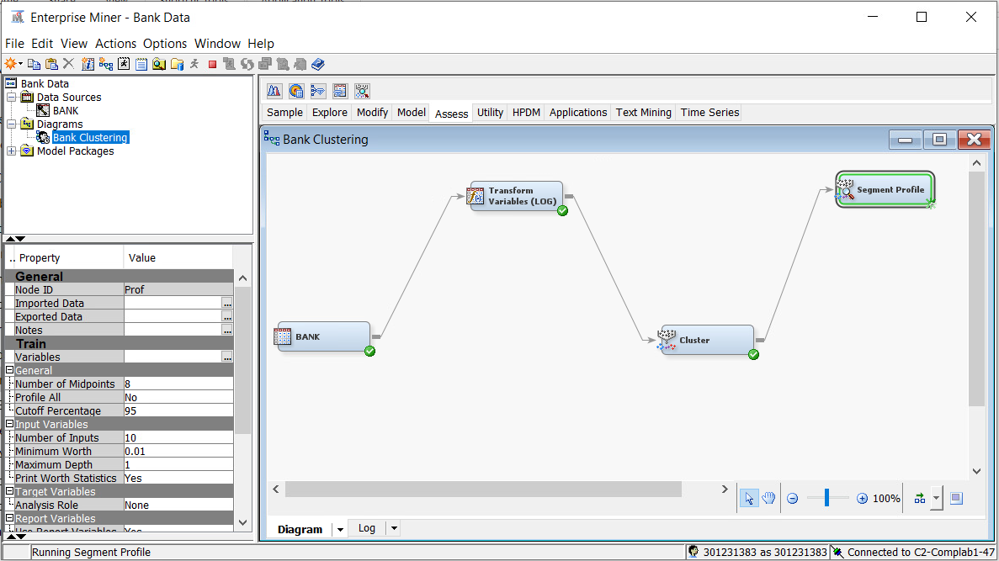 Enterprise Miner - Bank Data
File Edit View Actions Options Window Help
Bank Data
Data Sources
BANK
Diagrams
Bank Clustering
Model Packages
.. Property Value
General
Node ID Prof
Imported Data ...
Exported Data ...
Notes ...
Train
Variables ...
General
Number of Midpoints 8
Profile All No
Cutoff Percentage 95
Input Variables
Number of Inputs 10
Minimum Worth 0.01
Maximum Depth 1
Print Worth Statistics Yes
Target Variables
Analysis Role None
Report Variables
Use Report Variables Yes
Sample Explore Modify Model Assess Utility HPDM Applications Text Mining Time Series
Bank Clustering
Transform
Variables (LOG)
Segment Profile
BANK
Cluster
100%
Diagram Log
Running Segment Profile
301231383 as 301231383
Connected to C2-Complab1-47